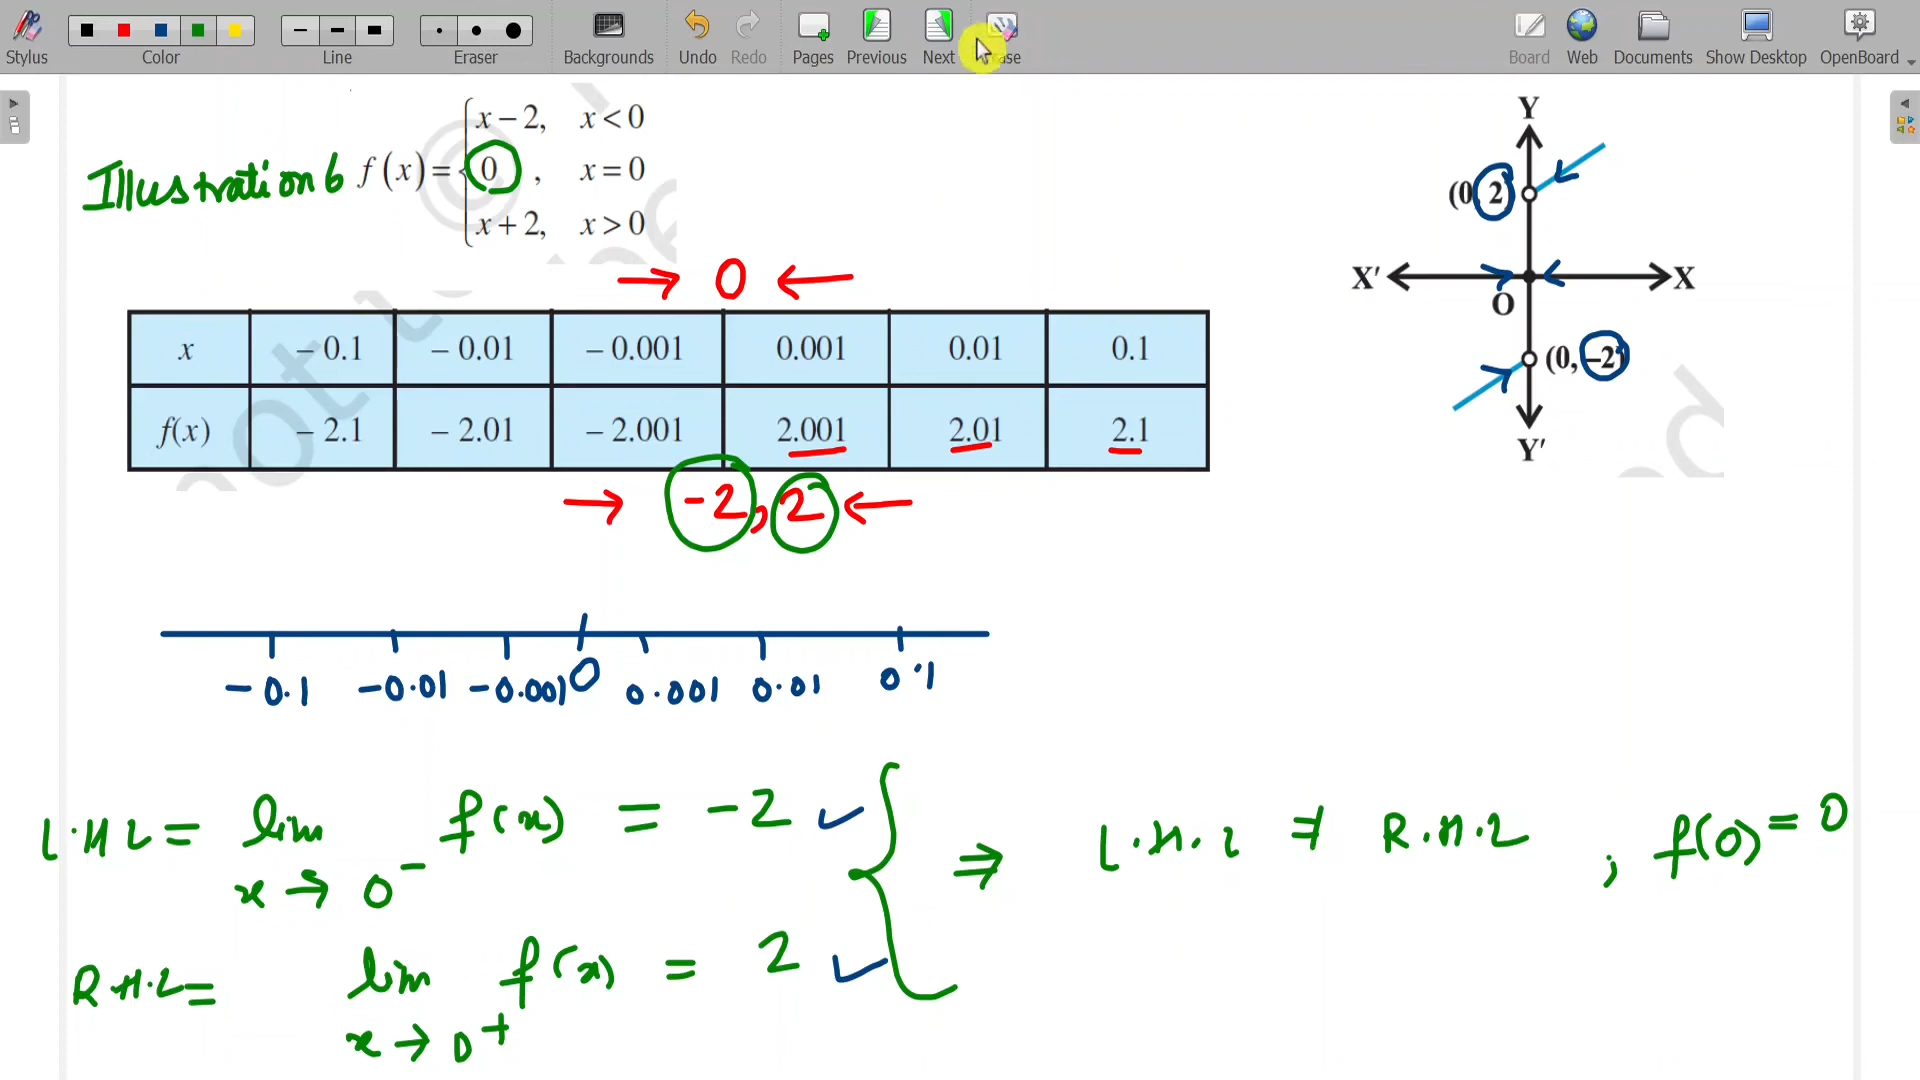 Stylus Color Line Eraser Backgrounds Undo Redo Pages Previous Next Board Web Documents Show Desktop OpenBoard
Illustration 6 f(x) = { x − 2, x < 0
0 , x = 0
x + 2, x > 0
→ 0 ←
x – 0.1 – 0.01 – 0.001 0.001 0.01 0.1
f(x) – 2.1 – 2.01 – 2.001 2.001 2.01 2.1
→ -2, 2 ←
Y
(0, 2)
X′ X
O
(0, –2)
Y′
-0.1 -0.01 -0.001 0 0.001 0.01 0.1
L.H.L = lim f(x) = -2 ✓
x → 0⁻
⇒ L.H.L ≠ R.H.L ; f(0) = 0
R.H.L = lim f(x) = 2 ✓
x → 0⁺